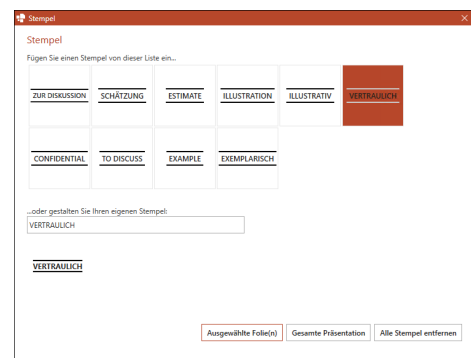 Stempel
Stempel
Fügen Sie einen Stempel von dieser Liste ein...
ZUR DISKUSSION SCHÄTZUNG ESTIMATE ILLUSTRATION ILLUSTRATIV VERTRAULICH
CONFIDENTIAL TO DISCUSS EXAMPLE EXEMPLARISCH
...oder gestalten Sie Ihren eigenen Stempel:
VERTRAULICH
VERTRAULICH
Ausgewählte Folie(n) Gesamte Präsentation Alle Stempel entfernen